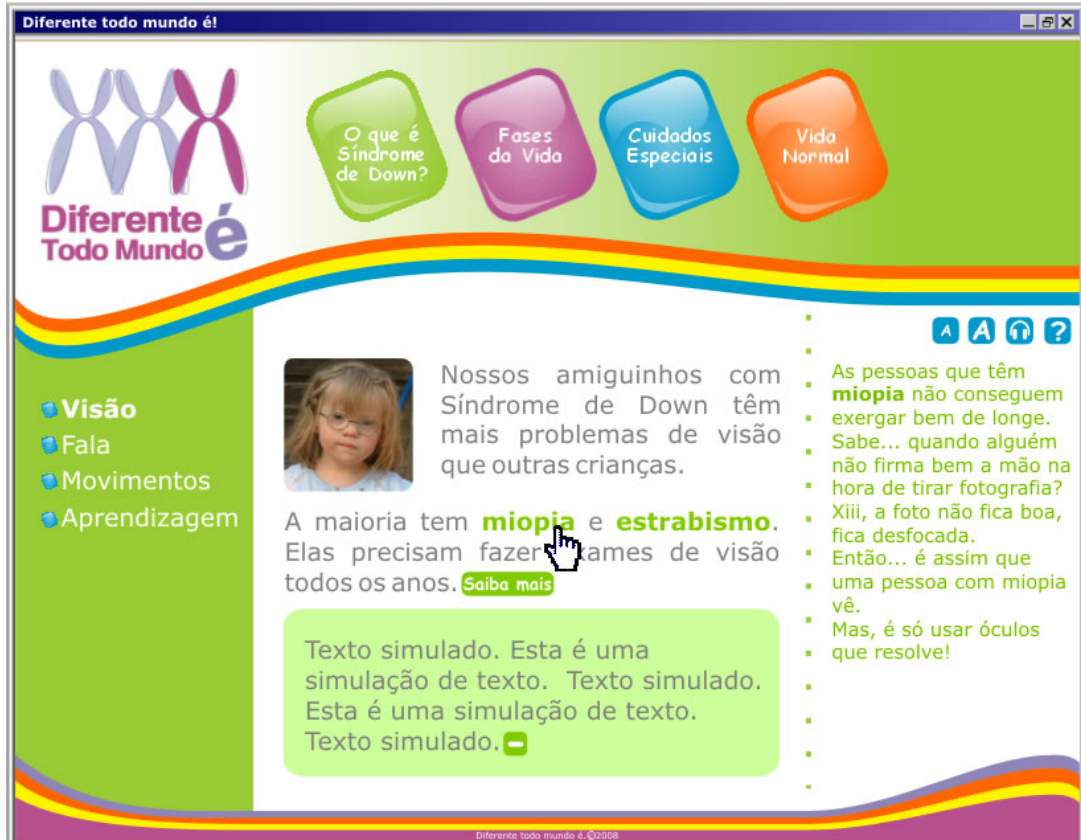 Diferente todo mundo é!
Diferente é
Todo Mundo
O que é
Síndrome
de Down?
Fases
da Vida
Cuidados
Especiais
Vida
Normal
Visão
Fala
Movimentos
Aprendizagem
Nossos amiguinhos com
Síndrome de Down têm
mais problemas de visão
que outras crianças.
A maioria tem miopia e estrabismo.
Elas precisam fazer exames de visão
todos os anos. Saiba mais
Texto simulado. Esta é uma
simulação de texto. Texto simulado.
Esta é uma simulação de texto.
Texto simulado.
A A ?
As pessoas que têm
miopia não conseguem
exergar bem de longe.
Sabe... quando alguém
não firma bem a mão na
hora de tirar fotografia?
Xiii, a foto não fica boa,
fica desfocada.
Então... é assim que
uma pessoa com miopia
vê.
Mas, é só usar óculos
que resolve!
Diferente todo mundo é.©2008